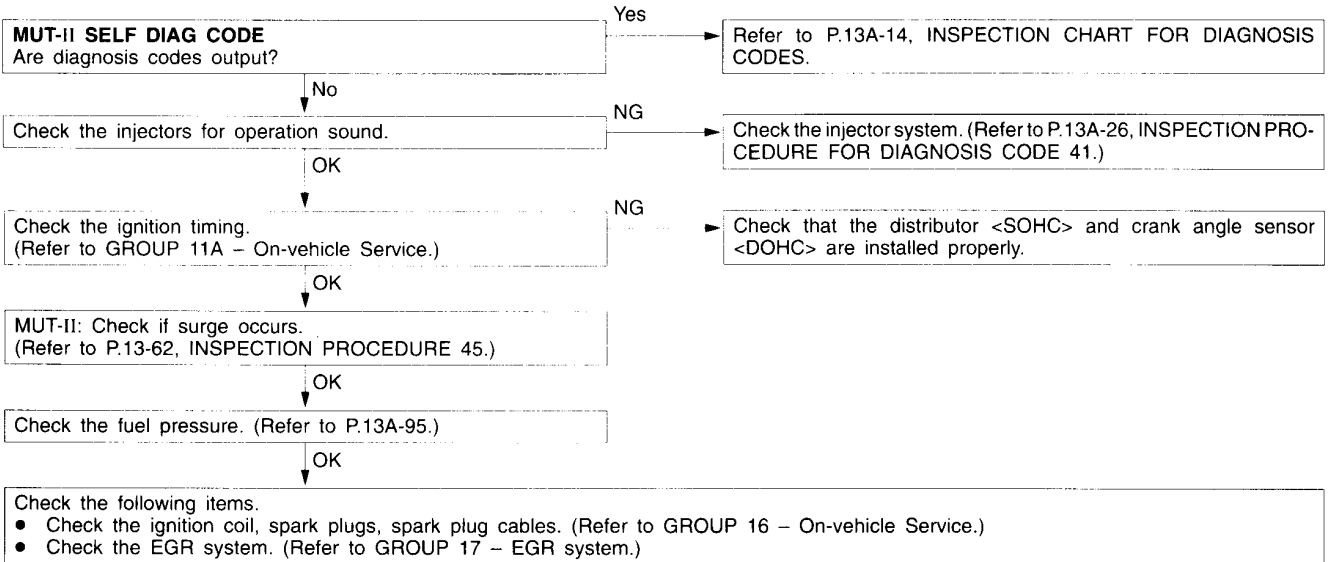 MUT-II SELF DIAG CODE
Are diagnosis codes output?
Yes
Refer to P.13A-14, INSPECTION CHART FOR DIAGNOSIS
CODES.
No
Check the injectors for operation sound.
NG
Check the injector system. (Refer to P.13A-26, INSPECTION PRO-
CEDURE FOR DIAGNOSIS CODE 41.)
OK
Check the ignition timing.
(Refer to GROUP 11A – On-vehicle Service.)
NG
Check that the distributor <SOHC> and crank angle sensor
<DOHC> are installed properly.
OK
MUT-II: Check if surge occurs.
(Refer to P.13-62, INSPECTION PROCEDURE 45.)
OK
Check the fuel pressure. (Refer to P.13A-95.)
OK
Check the following items.
● Check the ignition coil, spark plugs, spark plug cables. (Refer to GROUP 16 – On-vehicle Service.)
● Check the EGR system. (Refer to GROUP 17 – EGR system.)